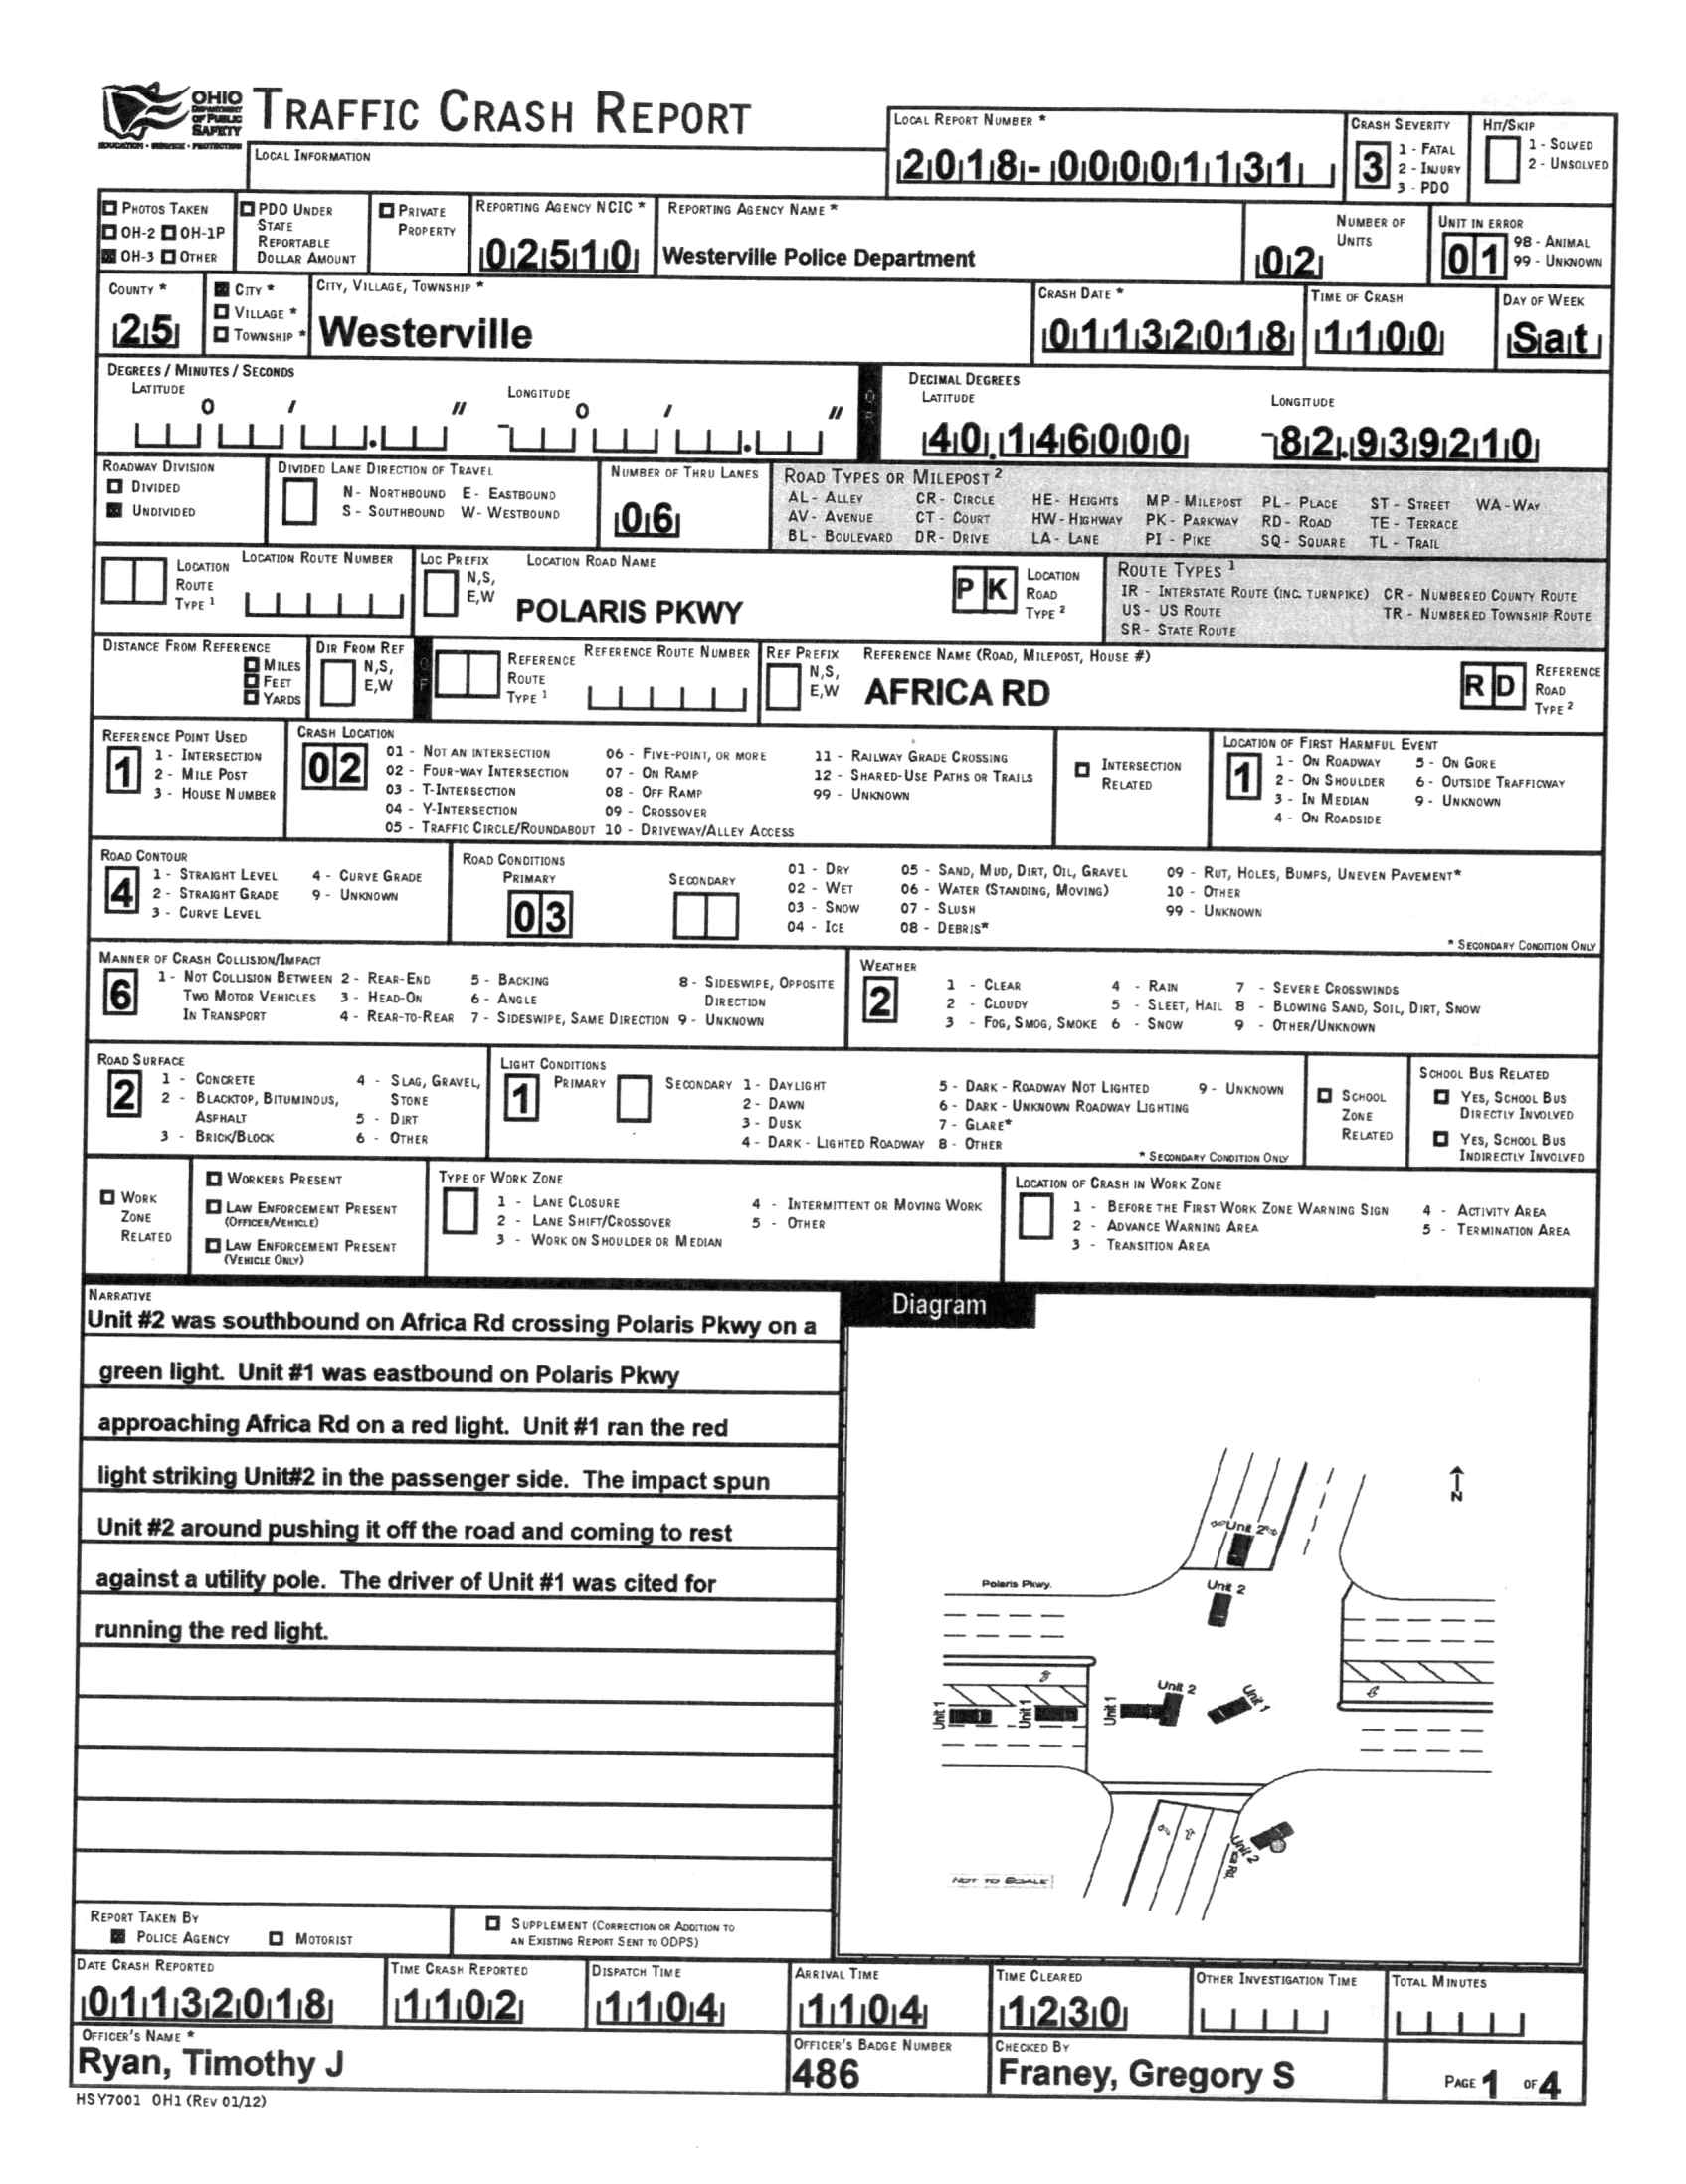 OHIO
DEPARTMENT
OF PUBLIC
SAFETY
EDUCATION • SERVICE • PROTECTION
TRAFFIC CRASH REPORT
LOCAL INFORMATION
LOCAL REPORT NUMBER *
2018-00001131
CRASH SEVERITY
3
1 - FATAL
2 - INJURY
3 - PDO
HIT/SKIP
1 - SOLVED
2 - UNSOLVED
PHOTOS TAKEN
OH-2 OH-1P
OH-3 OTHER
PDO UNDER
STATE
REPORTABLE
DOLLAR AMOUNT
PRIVATE
PROPERTY
REPORTING AGENCY NCIC *
02510
REPORTING AGENCY NAME *
Westerville Police Department
NUMBER OF
UNITS
02
UNIT IN ERROR
01
98 - ANIMAL
99 - UNKNOWN
COUNTY *
25
CITY *
VILLAGE *
TOWNSHIP *
CITY, VILLAGE, TOWNSHIP *
Westerville
CRASH DATE *
01132018
TIME OF CRASH
1100
DAY OF WEEK
Sat
DEGREES / MINUTES / SECONDS
LATITUDE
LONGITUDE
DECIMAL DEGREES
LATITUDE
40.146000
LONGITUDE
-82.939210
ROADWAY DIVISION
DIVIDED
UNDIVIDED
DIVIDED LANE DIRECTION OF TRAVEL
N - NORTHBOUND E - EASTBOUND
S - SOUTHBOUND W - WESTBOUND
NUMBER OF THRU LANES
06
ROAD TYPES OR MILEPOST 2
AL - ALLEY CR - CIRCLE HE - HEIGHTS MP - MILEPOST PL - PLACE ST - STREET WA - WAY
AV - AVENUE CT - COURT HW - HIGHWAY PK - PARKWAY RD - ROAD TE - TERRACE
BL - BOULEVARD DR - DRIVE LA - LANE PI - PIKE SQ - SQUARE TL - TRAIL
LOCATION
ROUTE
TYPE 1
LOCATION ROUTE NUMBER
LOC PREFIX
N,S,
E,W
LOCATION ROAD NAME
POLARIS PKWY
PK
LOCATION
ROAD
TYPE 2
ROUTE TYPES 1
IR - INTERSTATE ROUTE (INC. TURNPIKE) CR - NUMBERED COUNTY ROUTE
US - US ROUTE TR - NUMBERED TOWNSHIP ROUTE
SR - STATE ROUTE
DISTANCE FROM REFERENCE
MILES
FEET
YARDS
DIR FROM REF
N,S,
E,W
OF
REFERENCE
ROUTE
TYPE 1
REFERENCE ROUTE NUMBER
REF PREFIX
N,S,
E,W
REFERENCE NAME (ROAD, MILEPOST, HOUSE #)
AFRICA RD
RD
REFERENCE
ROAD
TYPE 2
REFERENCE POINT USED
1
1 - INTERSECTION
2 - MILE POST
3 - HOUSE NUMBER
CRASH LOCATION
02
01 - NOT AN INTERSECTION 06 - FIVE-POINT, OR MORE 11 - RAILWAY GRADE CROSSING
02 - FOUR-WAY INTERSECTION 07 - ON RAMP 12 - SHARED-USE PATHS OR TRAILS
03 - T-INTERSECTION 08 - OFF RAMP 99 - UNKNOWN
04 - Y-INTERSECTION 09 - CROSSOVER
05 - TRAFFIC CIRCLE/ROUNDABOUT 10 - DRIVEWAY/ALLEY ACCESS
INTERSECTION
RELATED
LOCATION OF FIRST HARMFUL EVENT
1
1 - ON ROADWAY 5 - ON GORE
2 - ON SHOULDER 6 - OUTSIDE TRAFFICWAY
3 - IN MEDIAN 9 - UNKNOWN
4 - ON ROADSIDE
ROAD CONTOUR
4
1 - STRAIGHT LEVEL 4 - CURVE GRADE
2 - STRAIGHT GRADE 9 - UNKNOWN
3 - CURVE LEVEL
ROAD CONDITIONS
PRIMARY
03
SECONDARY
01 - DRY 05 - SAND, MUD, DIRT, OIL, GRAVEL 09 - RUT, HOLES, BUMPS, UNEVEN PAVEMENT*
02 - WET 06 - WATER (STANDING, MOVING) 10 - OTHER
03 - SNOW 07 - SLUSH 99 - UNKNOWN
04 - ICE 08 - DEBRIS*
* SECONDARY CONDITION ONLY
MANNER OF CRASH COLLISION/IMPACT
6
1 - NOT COLLISION BETWEEN 2 - REAR-END 5 - BACKING 8 - SIDESWIPE, OPPOSITE
TWO MOTOR VEHICLES 3 - HEAD-ON 6 - ANGLE DIRECTION
IN TRANSPORT 4 - REAR-TO-REAR 7 - SIDESWIPE, SAME DIRECTION 9 - UNKNOWN
WEATHER
2
1 - CLEAR 4 - RAIN 7 - SEVERE CROSSWINDS
2 - CLOUDY 5 - SLEET, HAIL 8 - BLOWING SAND, SOIL, DIRT, SNOW
3 - FOG, SMOG, SMOKE 6 - SNOW 9 - OTHER/UNKNOWN
ROAD SURFACE
2
1 - CONCRETE 4 - SLAG, GRAVEL,
2 - BLACKTOP, BITUMINOUS, STONE
ASPHALT 5 - DIRT
3 - BRICK/BLOCK 6 - OTHER
LIGHT CONDITIONS
1 PRIMARY SECONDARY
1 - DAYLIGHT 5 - DARK - ROADWAY NOT LIGHTED 9 - UNKNOWN
2 - DAWN 6 - DARK - UNKNOWN ROADWAY LIGHTING
3 - DUSK 7 - GLARE*
4 - DARK - LIGHTED ROADWAY 8 - OTHER
* SECONDARY CONDITION ONLY
SCHOOL
ZONE
RELATED
SCHOOL BUS RELATED
YES, SCHOOL BUS
DIRECTLY INVOLVED
YES, SCHOOL BUS
INDIRECTLY INVOLVED
WORK
ZONE
RELATED
WORKERS PRESENT
LAW ENFORCEMENT PRESENT
(OFFICER/VEHICLE)
LAW ENFORCEMENT PRESENT
(VEHICLE ONLY)
TYPE OF WORK ZONE
1 - LANE CLOSURE 4 - INTERMITTENT OR MOVING WORK
2 - LANE SHIFT/CROSSOVER 5 - OTHER
3 - WORK ON SHOULDER OR MEDIAN
LOCATION OF CRASH IN WORK ZONE
1 - BEFORE THE FIRST WORK ZONE WARNING SIGN 4 - ACTIVITY AREA
2 - ADVANCE WARNING AREA 5 - TERMINATION AREA
3 - TRANSITION AREA
NARRATIVE
Unit #2 was southbound on Africa Rd crossing Polaris Pkwy on a
green light. Unit #1 was eastbound on Polaris Pkwy
approaching Africa Rd on a red light. Unit #1 ran the red
light striking Unit#2 in the passenger side. The impact spun
Unit #2 around pushing it off the road and coming to rest
against a utility pole. The driver of Unit #1 was cited for
running the red light.
Diagram
N
Unit 2
Polaris Pkwy.
Unit 2
Unit 2
Unit 1
Unit 1
Unit 1
Unit 1
Unit 2
Rd.
NOT TO SCALE
REPORT TAKEN BY
POLICE AGENCY MOTORIST
SUPPLEMENT (CORRECTION OR ADDITION TO
AN EXISTING REPORT SENT TO ODPS)
DATE CRASH REPORTED
01132018
TIME CRASH REPORTED
1102
DISPATCH TIME
1104
ARRIVAL TIME
1104
TIME CLEARED
1230
OTHER INVESTIGATION TIME
TOTAL MINUTES
OFFICER'S NAME *
Ryan, Timothy J
OFFICER'S BADGE NUMBER
486
CHECKED BY
Franey, Gregory S
PAGE 1 OF 4
HSY7001 OH1 (REV 01/12)